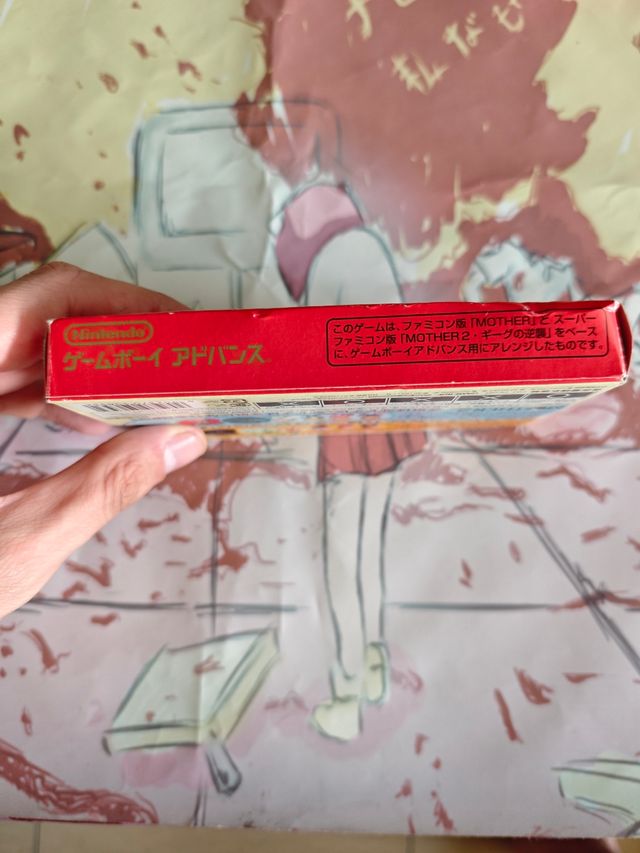 Nintendo
ゲームボーイ アドバンス
このゲームは、ファミコン版「MOTHER」と スーパー
ファミコン版「MOTHER2・ギーグの逆襲」をベース
に、ゲームボーイアドバンス用にアレンジしたものです。